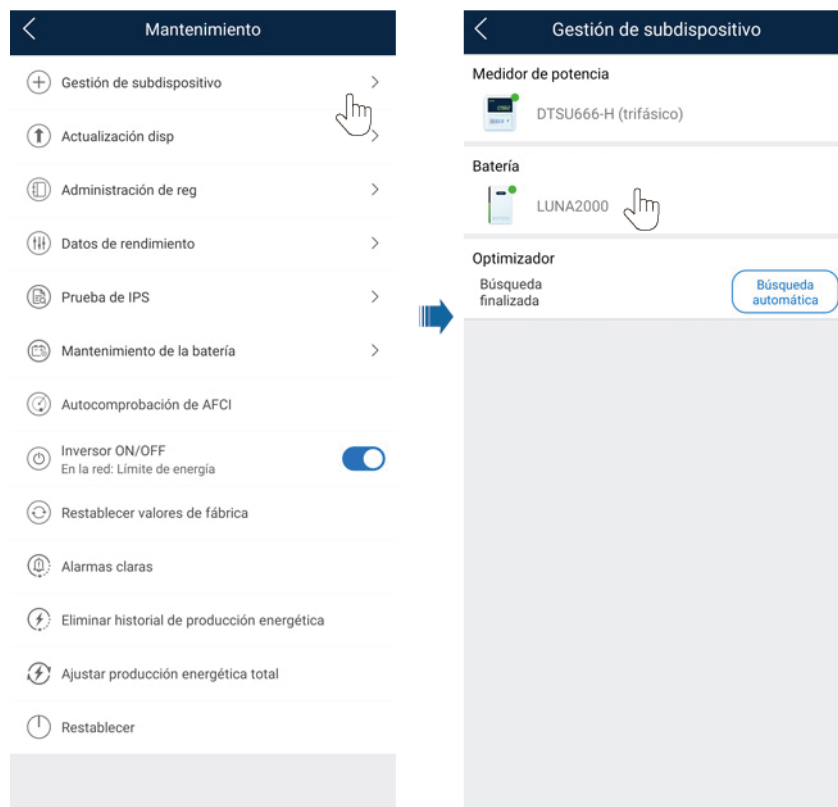 Mantenimiento
Gestión de subdispositivo
Actualización disp
Administración de reg
Datos de rendimiento
Prueba de IPS
Mantenimiento de la batería
Autocomprobación de AFCI
Inversor ON/OFF
En la red: Límite de energía
Restablecer valores de fábrica
Alarmas claras
Eliminar historial de producción energética
Ajustar producción energética total
Restablecer
Gestión de subdispositivo
Medidor de potencia
DTSU666-H (trifásico)
Batería
LUNA2000
Optimizador
Búsqueda
finalizada
Búsqueda
automática